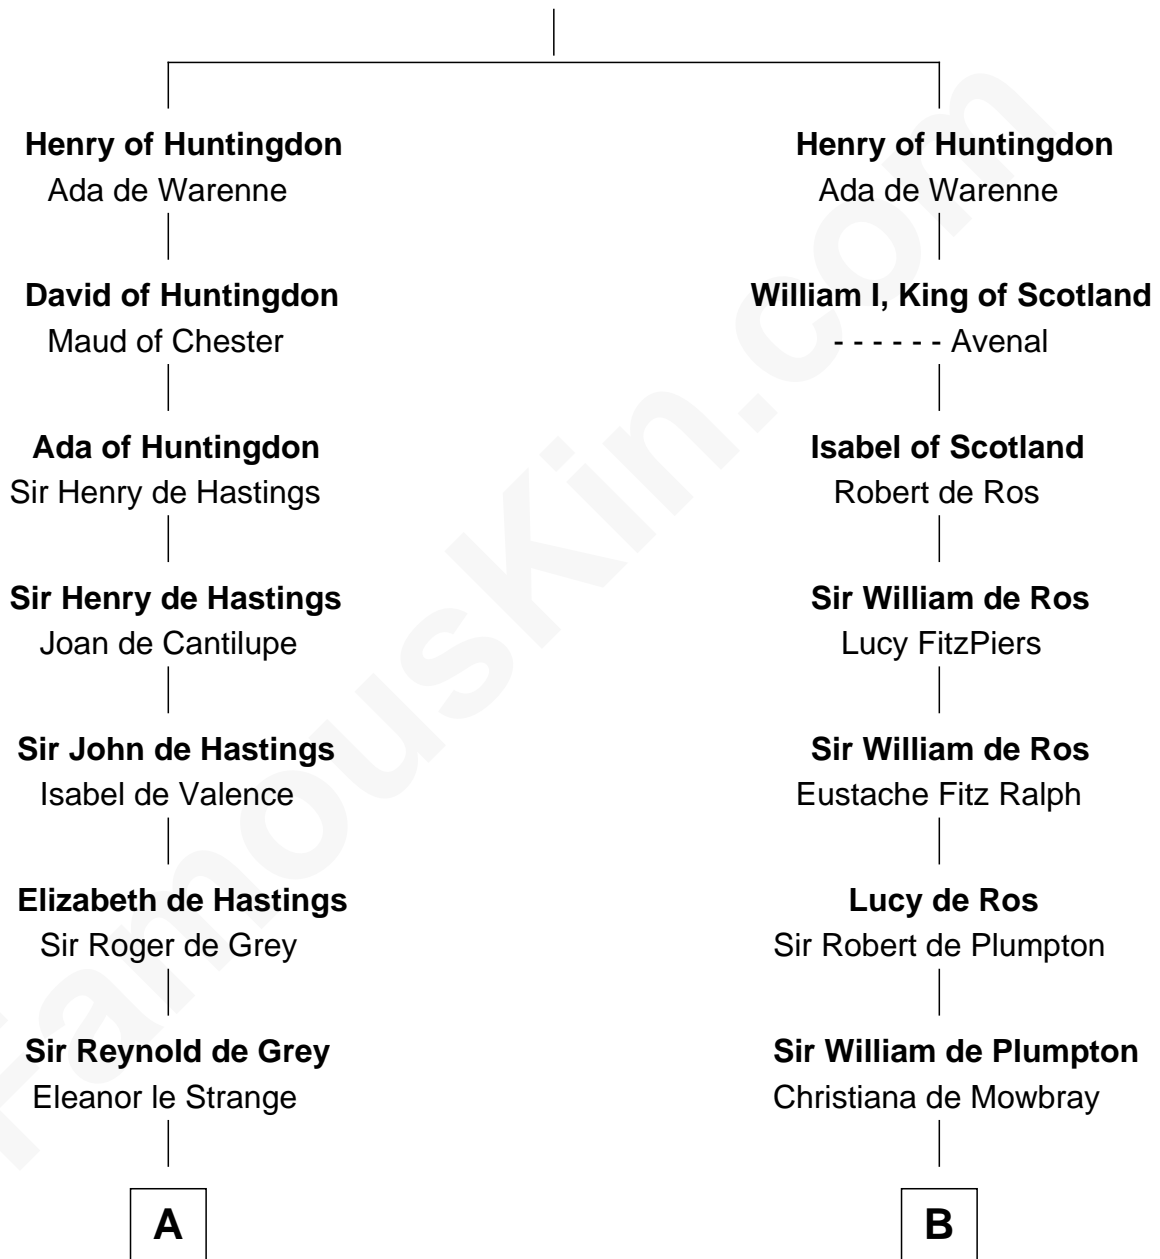 Henry of Huntingdon
Ada de Warenne
David of Huntingdon
Maud of Chester
Ada of Huntingdon
Sir Henry de Hastings
Sir Henry de Hastings
Joan de Cantilupe
Sir John de Hastings
Isabel de Valence
Elizabeth de Hastings
Sir Roger de Grey
Sir Reynold de Grey
Eleanor le Strange
A
Henry of Huntingdon
Ada de Warenne
William I, King of Scotland
- - - - - - Avenal
Isabel of Scotland
Robert de Ros
Sir William de Ros
Lucy FitzPiers
Sir William de Ros
Eustache Fitz Ralph
Lucy de Ros
Sir Robert de Plumpton
Sir William de Plumpton
Christiana de Mowbray
B
FamousKin.com